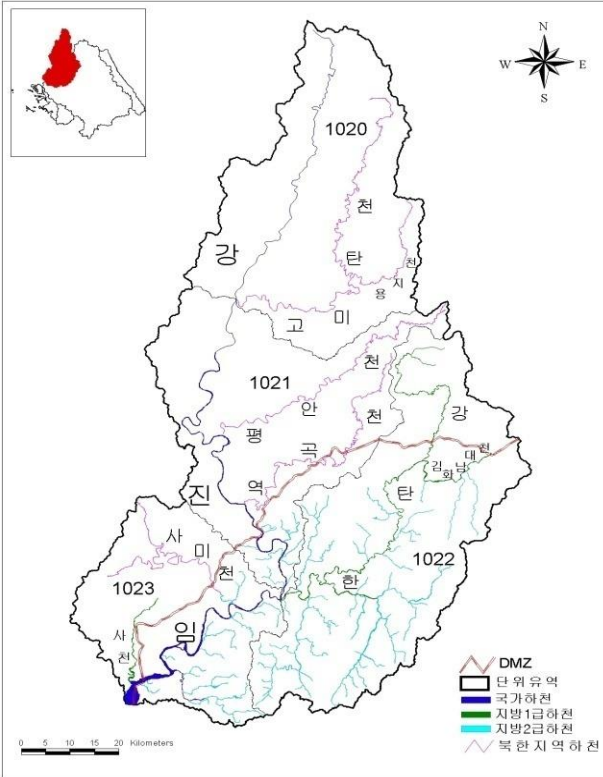 N
W E
S
1020
천
탄
강
천
지
용
미
고
1021
천
안
천
강
평
곡
대천
남
김화
진
역
탄
사
미
천
1022
1023
한
사
천
임
DMZ
단위유역
국가하천
지방1급하천
지방2급하천
북한지역하천
0 5 10 20 Kilometers